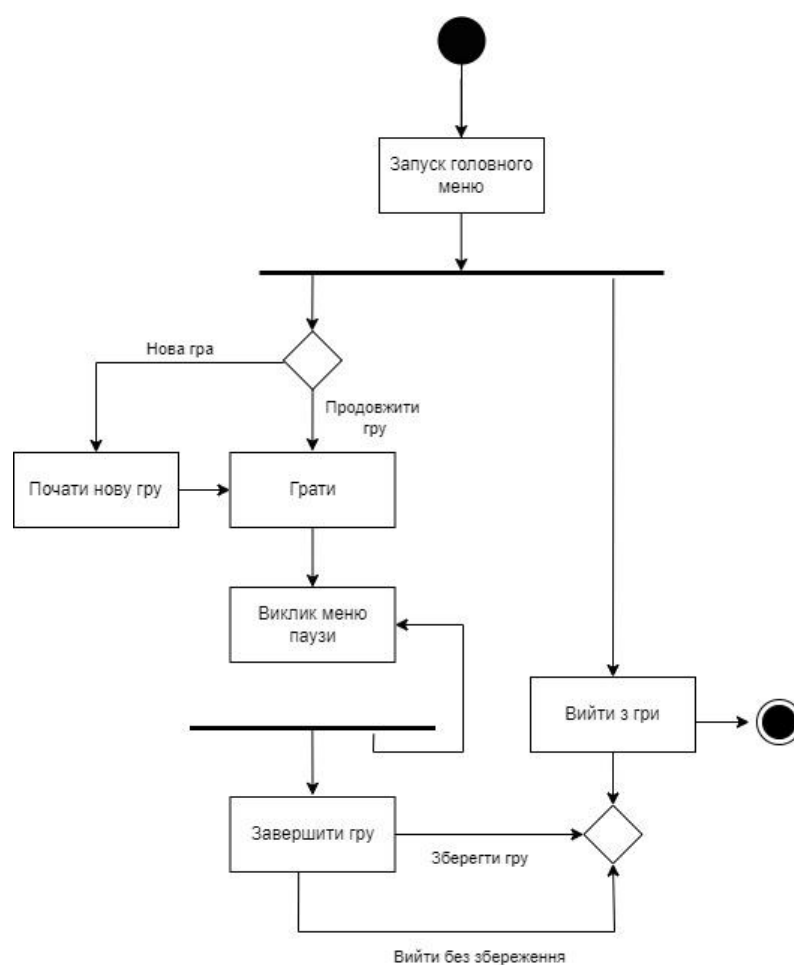 Запуск головного
меню
Нова гра
Продовжити
гру
Почати нову гру
Грати
Виклик меню
паузи
Вийти з гри
Завершити гру
Зберегти гру
Вийти без збереження